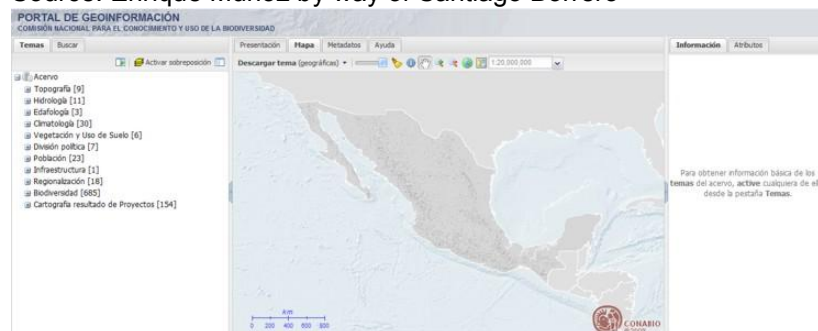 Source: Enrique Muñoz by way of Santiago Borrero
PORTAL DE GEOINFORMACIÓN
COMISIÓN NACIONAL PARA EL CONOCIMIENTO Y USO DE LA BIODIVERSIDAD
Temas Buscar
Activar sobreposición
Acervo
Topografía [9]
Hidrología [11]
Edafología [3]
Climatología [30]
Vegetación y Uso de Suelo [6]
División política [7]
Población [23]
Infraestructura [1]
Regionalización [18]
Biodiversidad [685]
Cartografía resultado de Proyectos [154]
Presentación Mapa Metadatos Ayuda
Descargar tema (geográficas) 1:20,000,000
Km
0 200 400 600 800
CONABIO
Información Atributos
Para obtener información básica de los
temas del acervo, active cualquiera de el
desde la pestaña Temas.